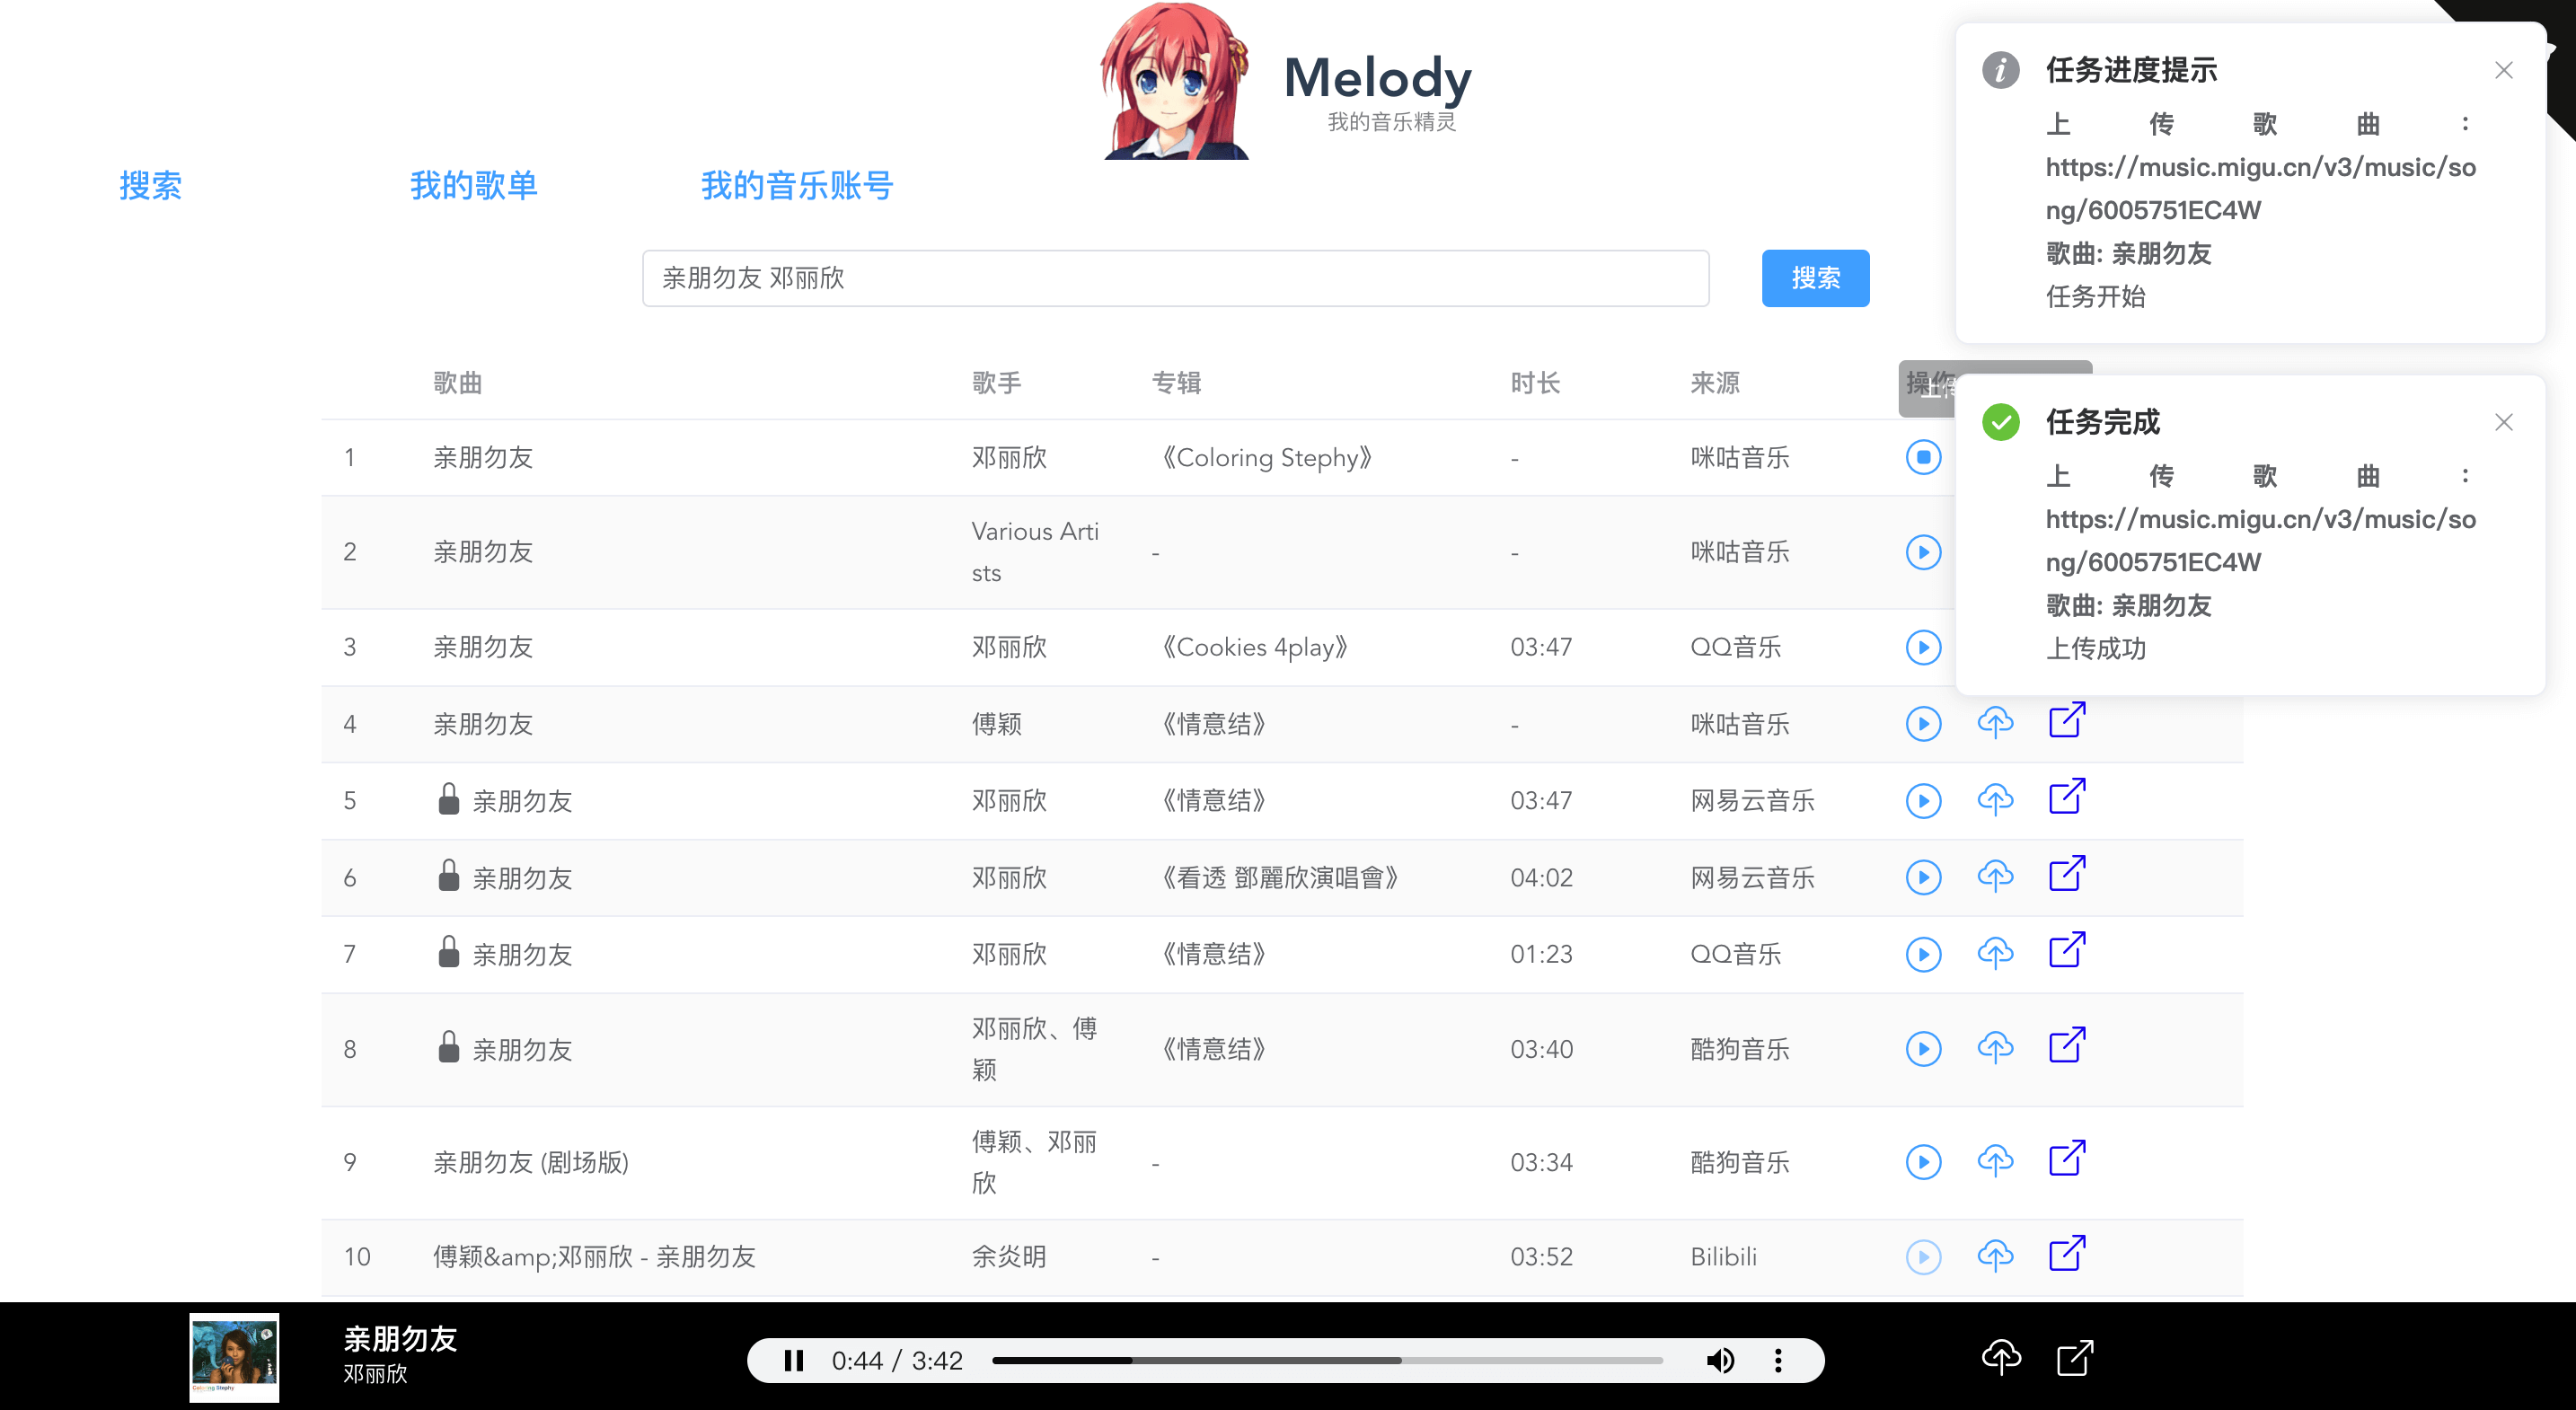 Melody
我的音乐精灵
搜索
我的歌单
我的音乐账号
亲朋勿友 邓丽欣
搜索
任务进度提示
上传歌曲：
https://music.migu.cn/v3/music/so
ng/6005751EC4W
歌曲: 亲朋勿友
任务开始
任务完成
上传歌曲：
https://music.migu.cn/v3/music/so
ng/6005751EC4W
歌曲: 亲朋勿友
上传成功
歌曲 歌手 专辑 时长 来源 操作
上传
1 亲朋勿友 邓丽欣 《Coloring Stephy》 - 咪咕音乐
2 亲朋勿友 Various Arti
sts - - 咪咕音乐
3 亲朋勿友 邓丽欣 《Cookies 4play》 03:47 QQ音乐
4 亲朋勿友 傅颖 《情意结》 - 咪咕音乐
5 亲朋勿友 邓丽欣 《情意结》 03:47 网易云音乐
6 亲朋勿友 邓丽欣 《看透 鄧麗欣演唱會》 04:02 网易云音乐
7 亲朋勿友 邓丽欣 《情意结》 01:23 QQ音乐
8 亲朋勿友 邓丽欣、傅
颖 《情意结》 03:40 酷狗音乐
9 亲朋勿友 (剧场版) 傅颖、邓丽
欣 - 03:34 酷狗音乐
10 傅颖&amp;邓丽欣 - 亲朋勿友 余炎明 - 03:52 Bilibili
Coloring Stephy
亲朋勿友
邓丽欣
0:44 / 3:42